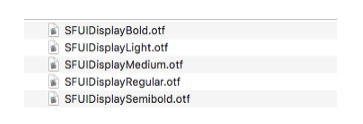 SFUIDisplayBold.otf
SFUIDisplayLight.otf
SFUIDisplayMedium.otf
SFUIDisplayRegular.otf
SFUIDisplaySemibold.otf